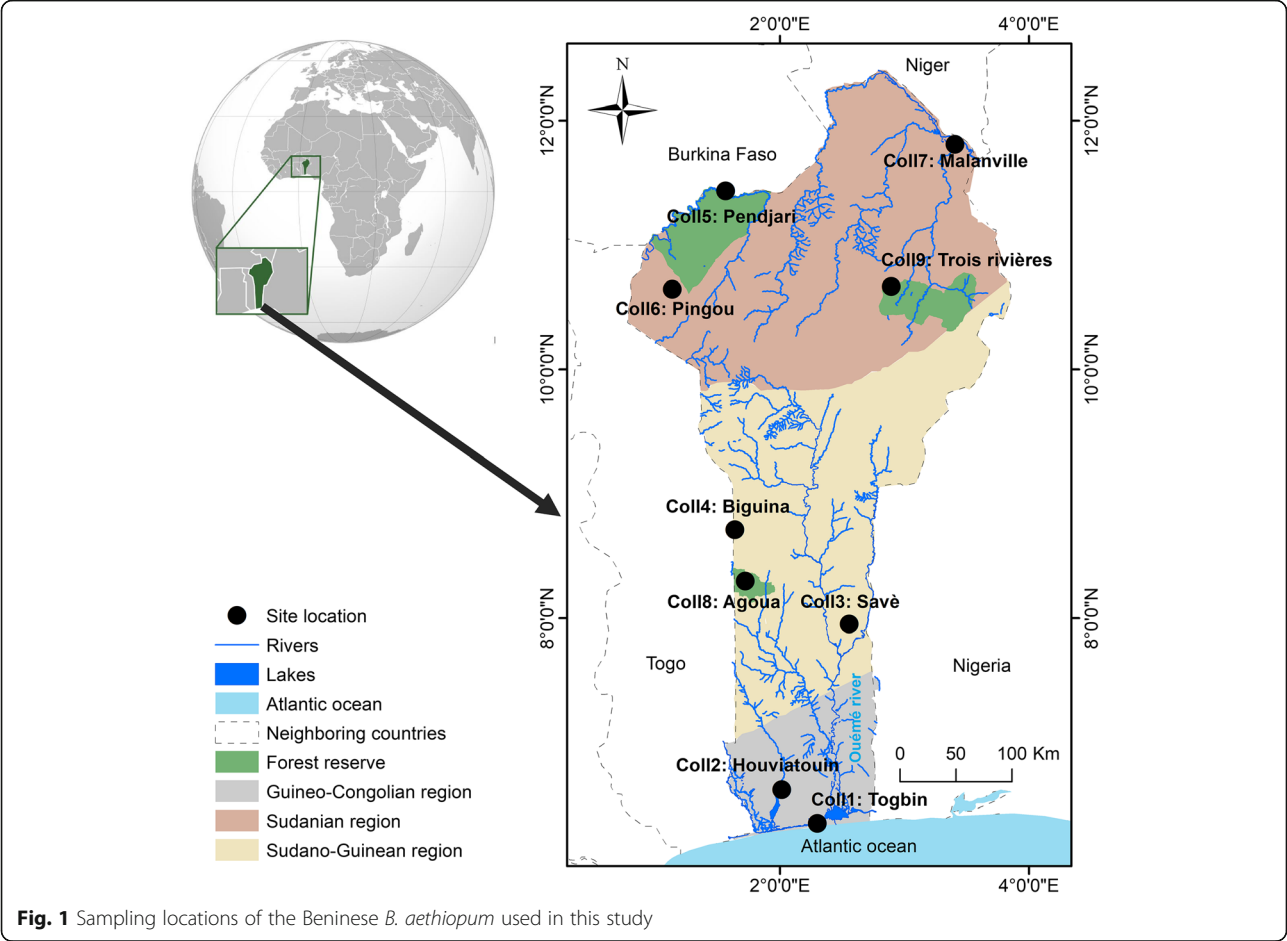 2°0'0"E
4°0'0"E
N
Niger
12°0'0"N
12°0'0"N
Burkina Faso
Coll7: Malanville
Coll5: Pendjari
Coll9: Trois rivières
Coll6: Pingou
10°0'0"N
10°0'0"N
Coll4: Biguina
Coll8: Agoua
Coll3: Savè
8°0'0"N
8°0'0"N
Togo
Nigeria
Ouémé river
0 50 100 Km
Coll2: Houviatouin
Coll1: Togbin
Atlantic ocean
2°0'0"E
4°0'0"E
Site location
Rivers
Lakes
Atlantic ocean
Neighboring countries
Forest reserve
Guineo-Congolian region
Sudanian region
Sudano-Guinean region
Fig. 1 Sampling locations of the Beninese B. aethiopum used in this study